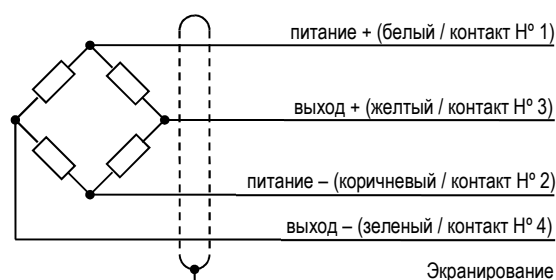 питание + (белый / контакт Nº 1)
выход + (желтый / контакт Nº 3)
питание – (коричневый / контакт Nº 2)
выход – (зеленый / контакт Nº 4)
Экранирование